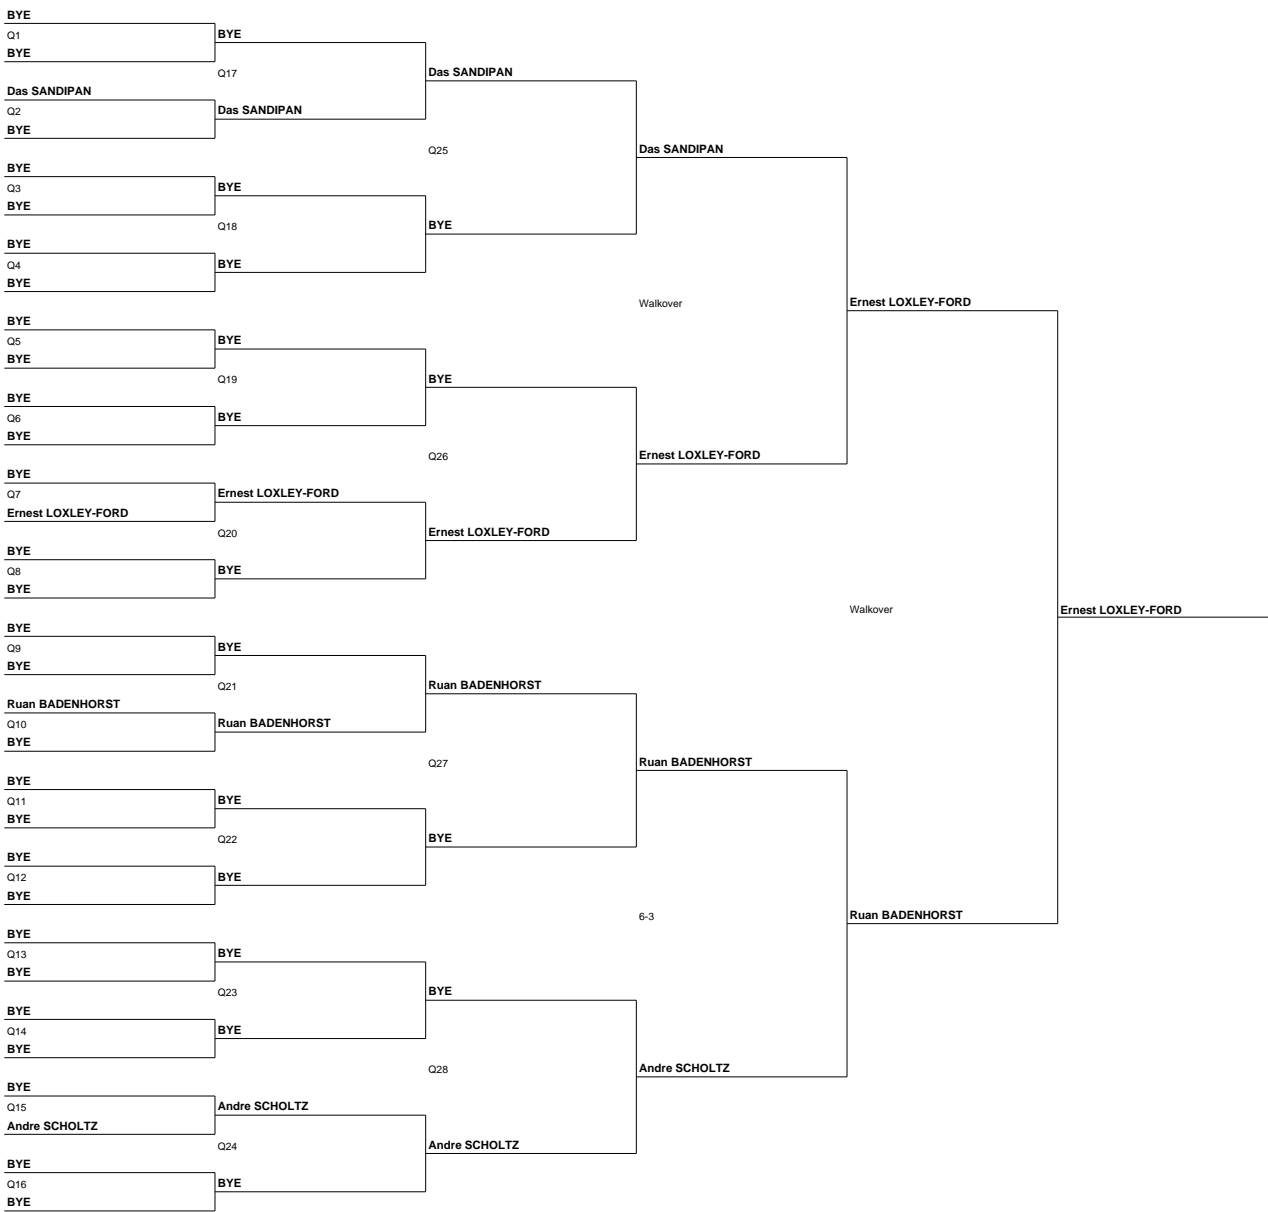 BYE
Q1
BYE
Das SANDIPAN
Q2
BYE
BYE
Q3
BYE
BYE
Q4
BYE
BYE
Q5
BYE
BYE
Q6
BYE
BYE
Q7
Ernest LOXLEY-FORD
BYE
Q8
BYE
BYE
Q9
BYE
Ruan BADENHORST
Q10
BYE
BYE
Q11
BYE
BYE
Q12
BYE
BYE
Q13
BYE
BYE
Q14
BYE
BYE
Q15
Andre SCHOLTZ
BYE
Q16
BYE
BYE
Q17
Das SANDIPAN
BYE
Q18
BYE
BYE
Q19
BYE
Ernest LOXLEY-FORD
Q20
BYE
BYE
Q21
Ruan BADENHORST
BYE
Q22
BYE
BYE
Q23
BYE
Andre SCHOLTZ
Q24
BYE
Das SANDIPAN
Q25
BYE
BYE
Q26
Ernest LOXLEY-FORD
Ruan BADENHORST
Q27
BYE
BYE
Q28
Andre SCHOLTZ
Das SANDIPAN
Walkover
Ernest LOXLEY-FORD
Ruan BADENHORST
6-3
Andre SCHOLTZ
Ernest LOXLEY-FORD
Walkover
Ruan BADENHORST
Ernest LOXLEY-FORD